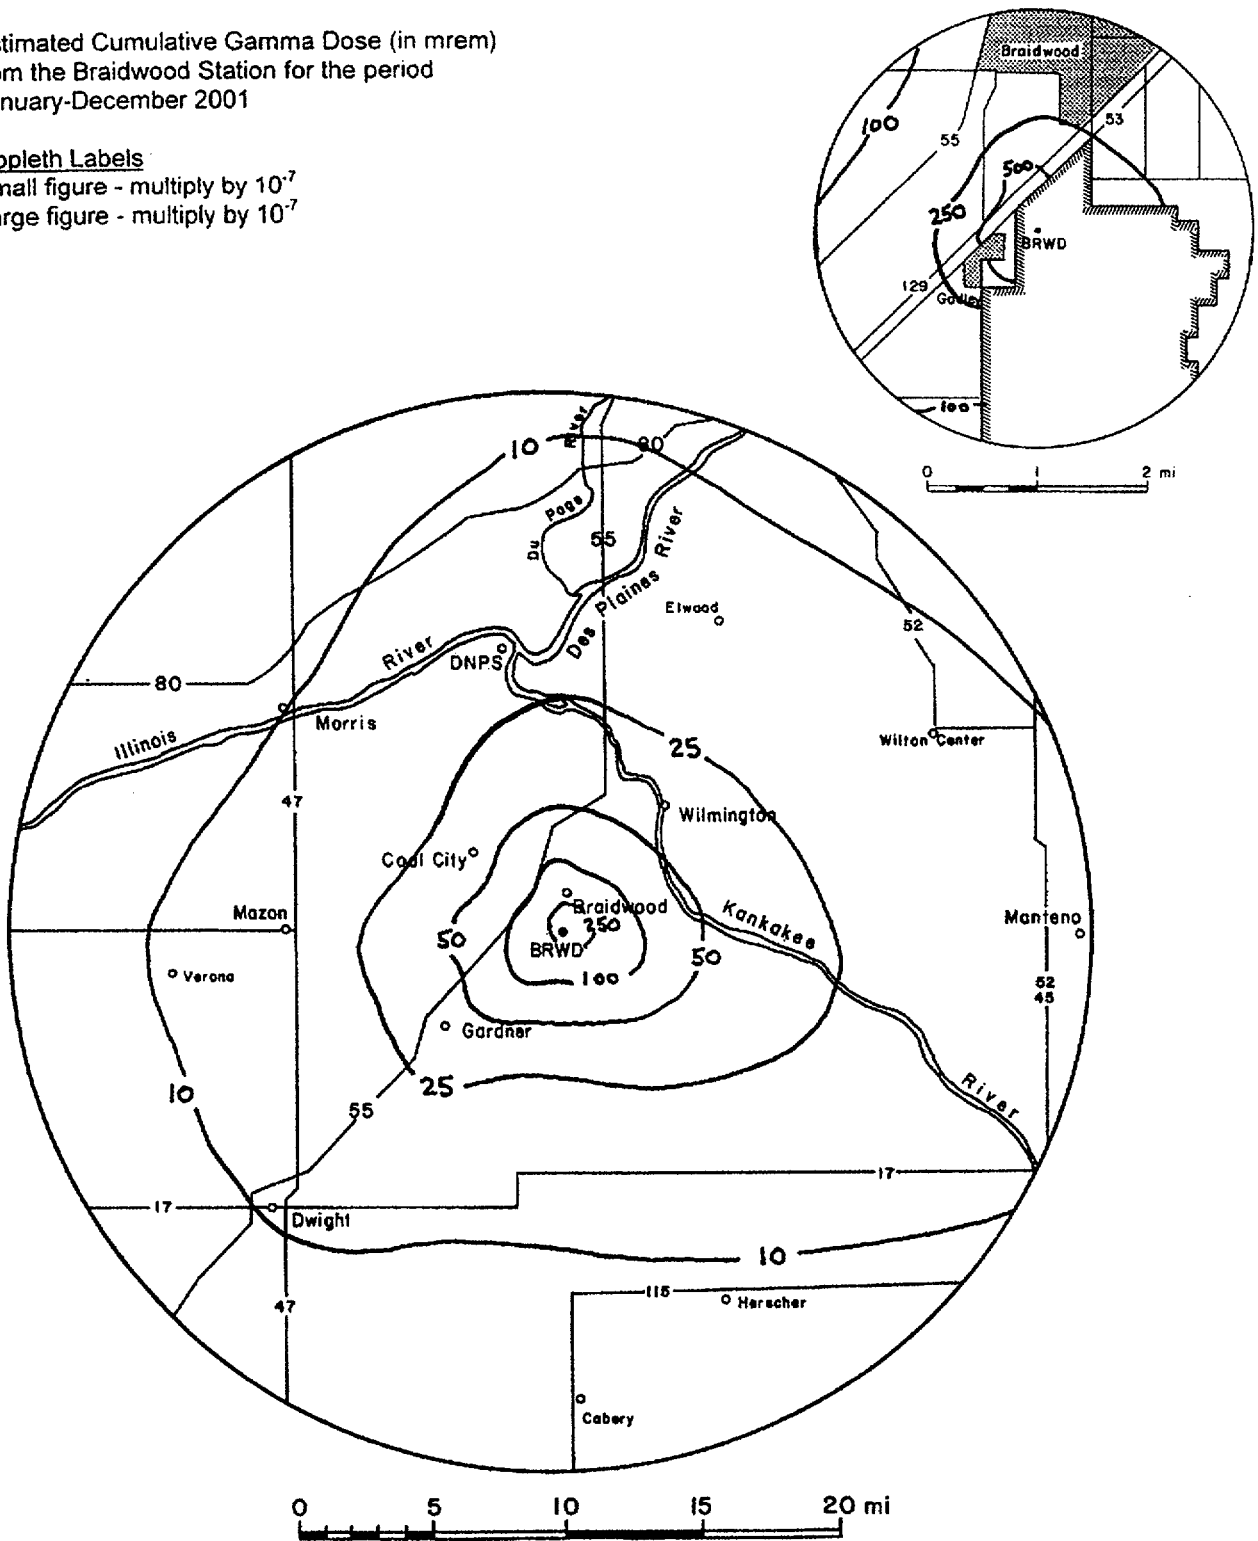 timated Cumulative Gamma Dose (in mrem)
om the Braidwood Station for the period
nuary-December 2001
opleth Labels
mall figure - multiply by 10-7
arge figure - multiply by 10-7
Braidwood
100
55
53
500
250
BRWD
129
Godley
100
0 1 2 mi
River
10
80
Page
Du
55
River
Des Plaines
Elwood
52
River
DNPS
80
Morris
Illinois
Wilton Center
25
47
Wilmington
Coal City
Braidwood
Kankakee
Mazon
250
Manteno
50
BRWD
50
Verona
100
52
45
Gardner
25
10
River
55
17
17
Dwight
10
115
Herscher
47
Cabery
0 5 10 15 20 mi